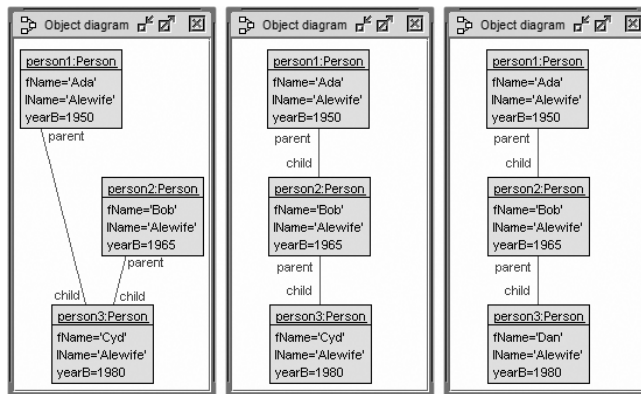 Object diagram
person1:Person
fName='Ada'
lName='Alewife'
yearB=1950
parent
person2:Person
fName='Bob'
lName='Alewife'
yearB=1965
parent
child
child
person3:Person
fName='Cyd'
lName='Alewife'
yearB=1980
Object diagram
person1:Person
fName='Ada'
lName='Alewife'
yearB=1950
parent
child
person2:Person
fName='Bob'
lName='Alewife'
yearB=1965
parent
child
person3:Person
fName='Cyd'
lName='Alewife'
yearB=1980
Object diagram
person1:Person
fName='Ada'
lName='Alewife'
yearB=1950
parent
child
person2:Person
fName='Bob'
lName='Alewife'
yearB=1965
parent
child
person3:Person
fName='Dan'
lName='Alewife'
yearB=1980